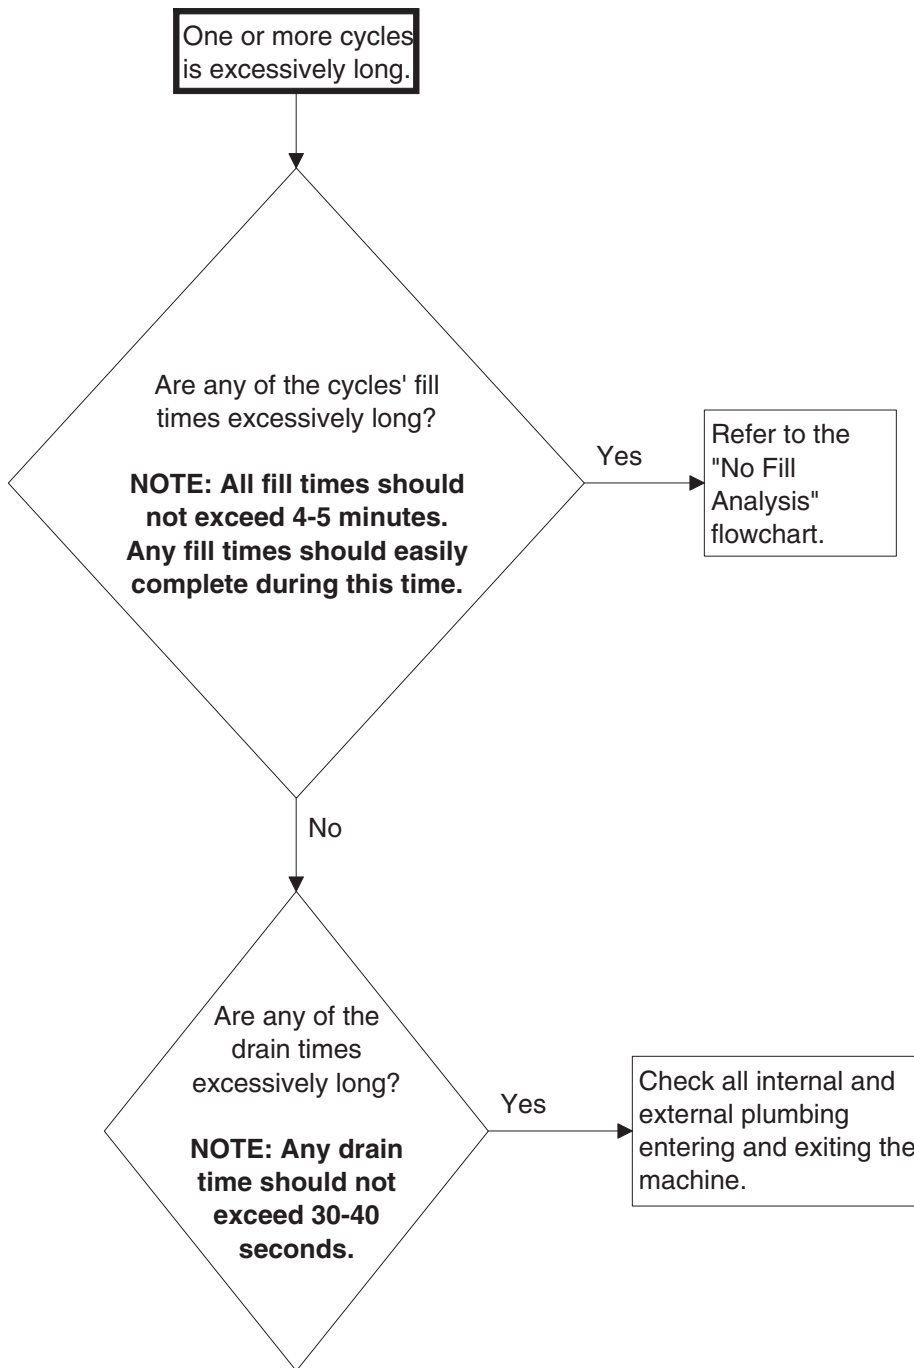 One or more cycles
is excessively long.
Are any of the cycles' fill
times excessively long?
NOTE: All fill times should
not exceed 4-5 minutes.
Any fill times should easily
complete during this time.
Yes
Refer to the
"No Fill
Analysis"
flowchart.
No
Are any of the
drain times
excessively long?
NOTE: Any drain
time should not
exceed 30-40
seconds.
Yes
Check all internal and
external plumbing
entering and exiting the
machine.